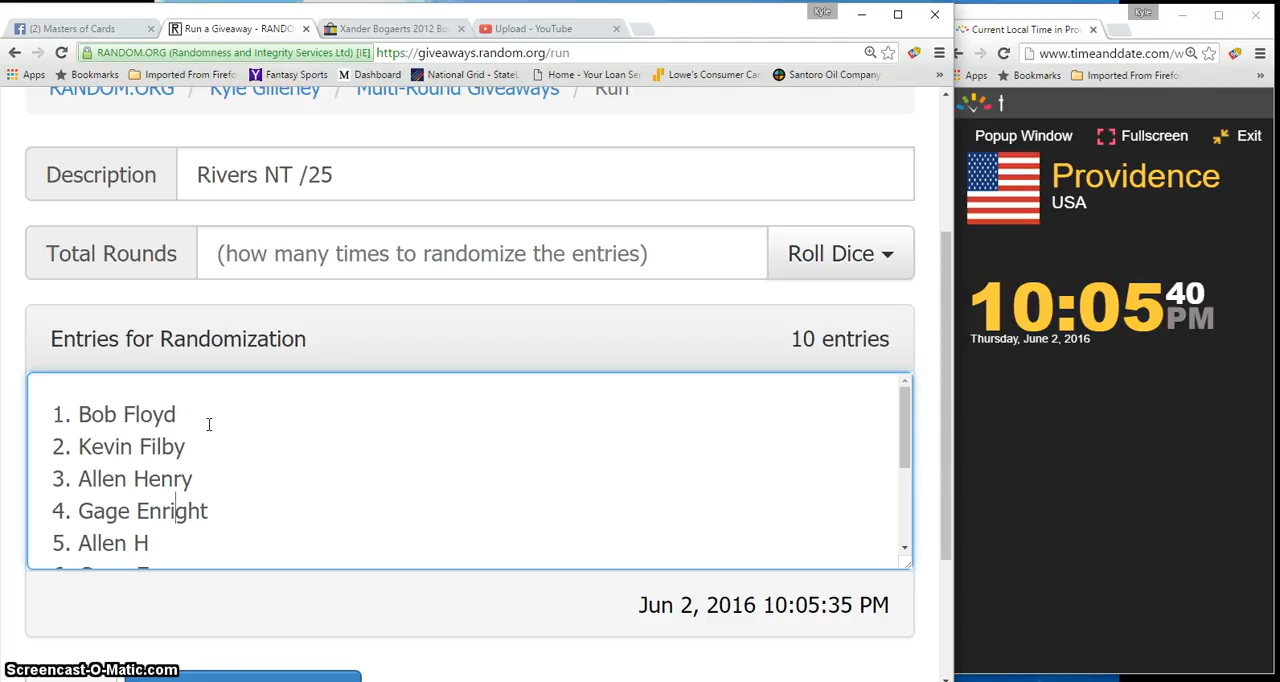 Kyle
Kyle
(2) Masters of Cards
Run a Giveaway - RANDO
Xander Bogaerts 2012 Bo
Upload - YouTube
Current Local Time in Pro
RANDOM.ORG (Randomness and Integrity Services Ltd) [IE]
https://giveaways.random.org/run
www.timeanddate.com/w
Apps
Bookmarks
Imported From Firefo
Fantasy Sports
Dashboard
National Grid - StateL
Home - Your Loan Se
Lowe's Consumer Car
Santoro Oil Company
»
Apps
Bookmarks
Imported From Firefo
RANDOM.ORG / Kyle Gilleney / Multi-Round Giveaways / Run
t
Popup Window
Fullscreen
Exit
Description
Rivers NT /25
Providence
USA
Total Rounds
(how many times to randomize the entries)
Roll Dice
10:05 40 PM
Thursday, June 2, 2016
Entries for Randomization
10 entries
1. Bob Floyd
2. Kevin Filby
3. Allen Henry
4. Gage Enright
5. Allen H
Jun 2, 2016 10:05:35 PM
Screencast-O-Matic.com